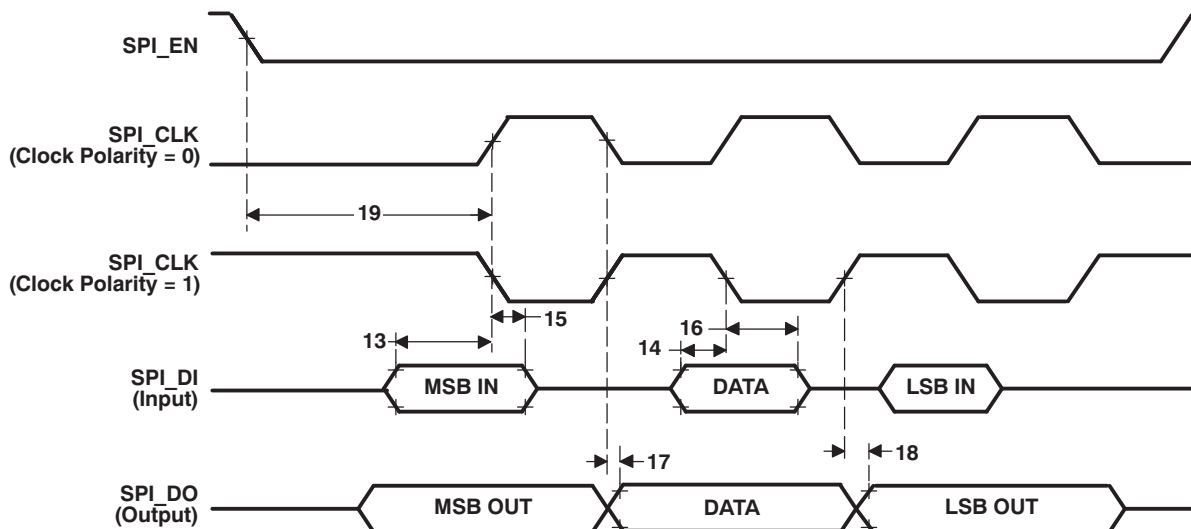 SPI_EN
SPI_CLK
(Clock Polarity = 0)
19
SPI_CLK
(Clock Polarity = 1)
15
16
13
14
SPI_DI
(Input)
MSB IN
DATA
LSB IN
17
18
SPI_DO
(Output)
MSB OUT
DATA
LSB OUT